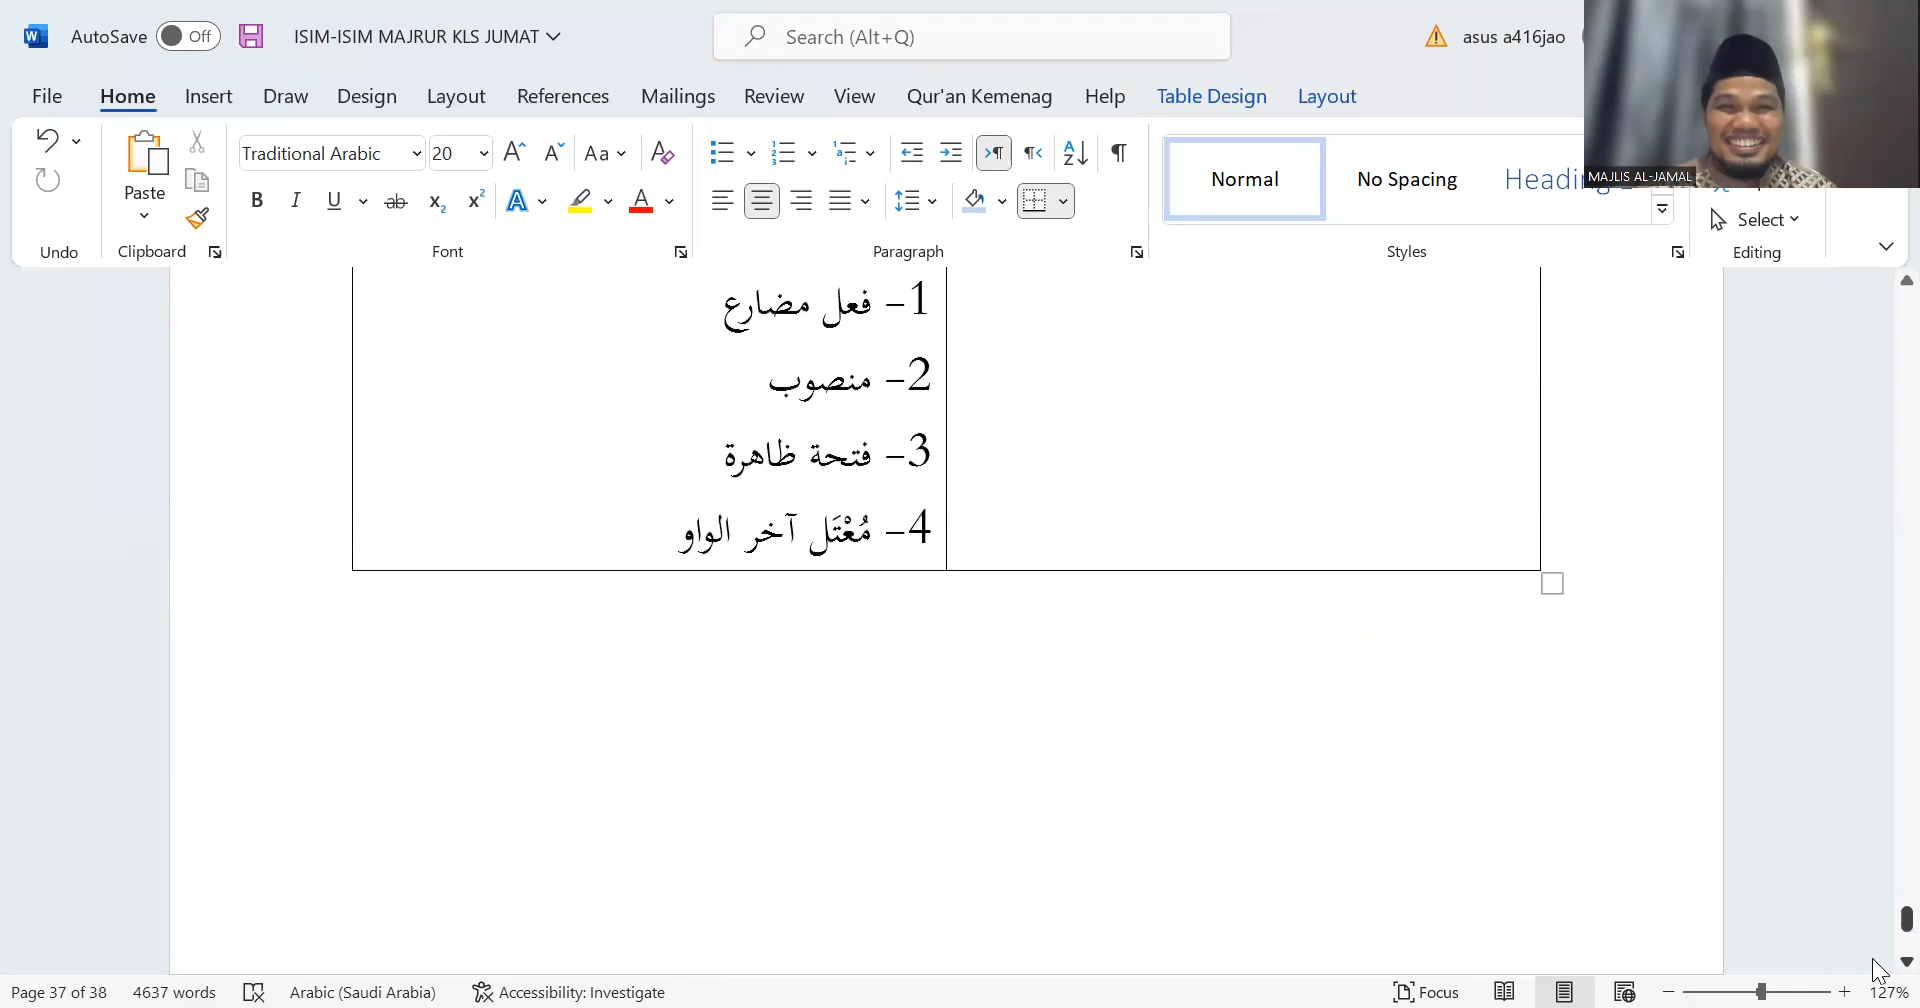 AutoSave Off ISIM-ISIM MAJRUR KLS JUMAT Search (Alt+Q) asus a416jao
File Home Insert Draw Design Layout References Mailings Review View Qur'an Kemenag Help Table Design Layout
Traditional Arabic 20 Aa
Paste
Normal No Spacing
MAJLIS AL-JAMAL
Select
Undo Clipboard Font Paragraph Styles Editing
1- فعل مضارع
2- منصوب
3- فتحة ظاهرة
4- مُعْتَل آخر الواو
Page 37 of 38 4637 words Arabic (Saudi Arabia) Accessibility: Investigate Focus 127%